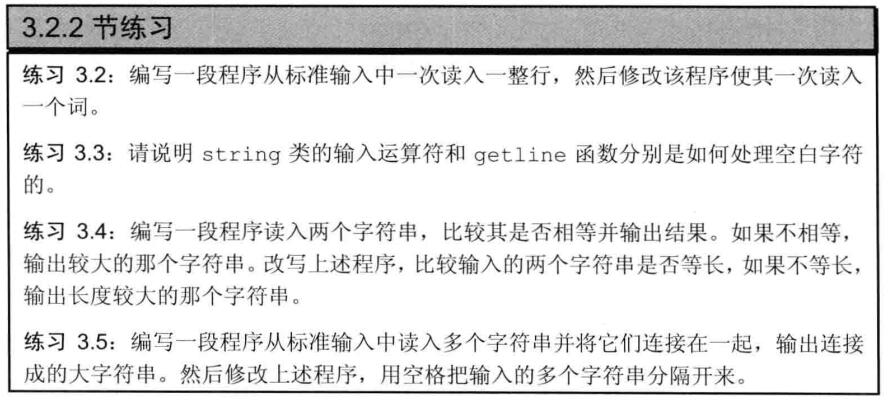 3.2.2 节练习
练习 3.2：编写一段程序从标准输入中一次读入一整行，然后修改该程序使其一次读入
一个词。
练习 3.3：请说明 string 类的输入运算符和 getline 函数分别是如何处理空白字符
的。
练习 3.4：编写一段程序读入两个字符串，比较其是否相等并输出结果。如果不相等，
输出较大的那个字符串。改写上述程序，比较输入的两个字符串是否等长，如果不等长，
输出长度较大的那个字符串。
练习 3.5：编写一段程序从标准输入中读入多个字符串并将它们连接在一起，输出连接
成的大字符串。然后修改上述程序，用空格把输入的多个字符串分隔开来。